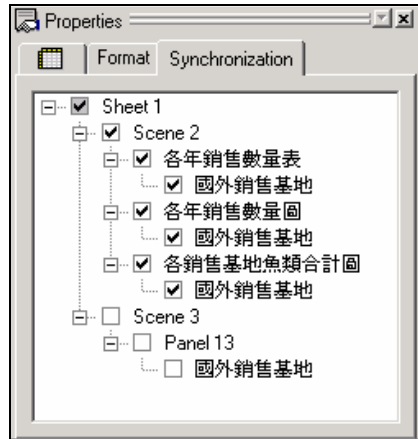 Properties
Format Synchronization
Sheet 1
Scene 2
各年銷售數量表
國外銷售基地
各年銷售數量圖
國外銷售基地
各銷售基地魚類合計圖
國外銷售基地
Scene 3
Panel 13
國外銷售基地